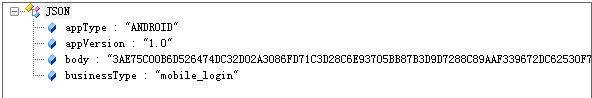 JSON
appType : "ANDROID"
appVersion : "1.0"
body : "3AE75C00B6D526474DC32D02A3086FD71C3D28C6E93705BB87B3D9D7288C89AAF339672DC62530F7
businessType : "mobile_login"